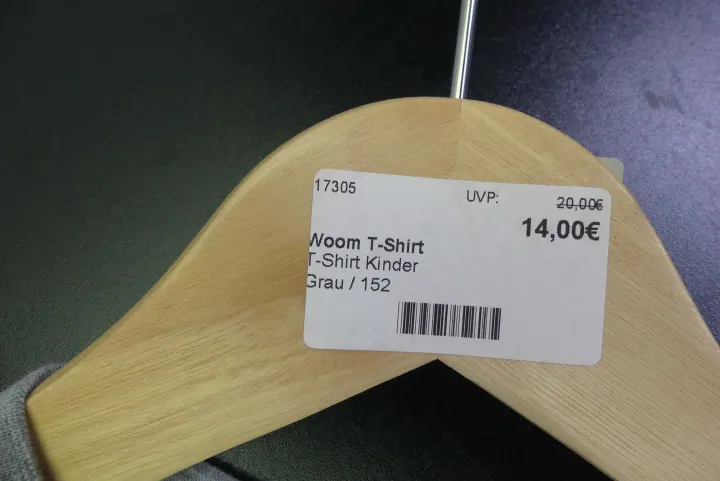 17305 UVP: 20,00€
14,00€
Woom T-Shirt
T-Shirt Kinder
Grau / 152